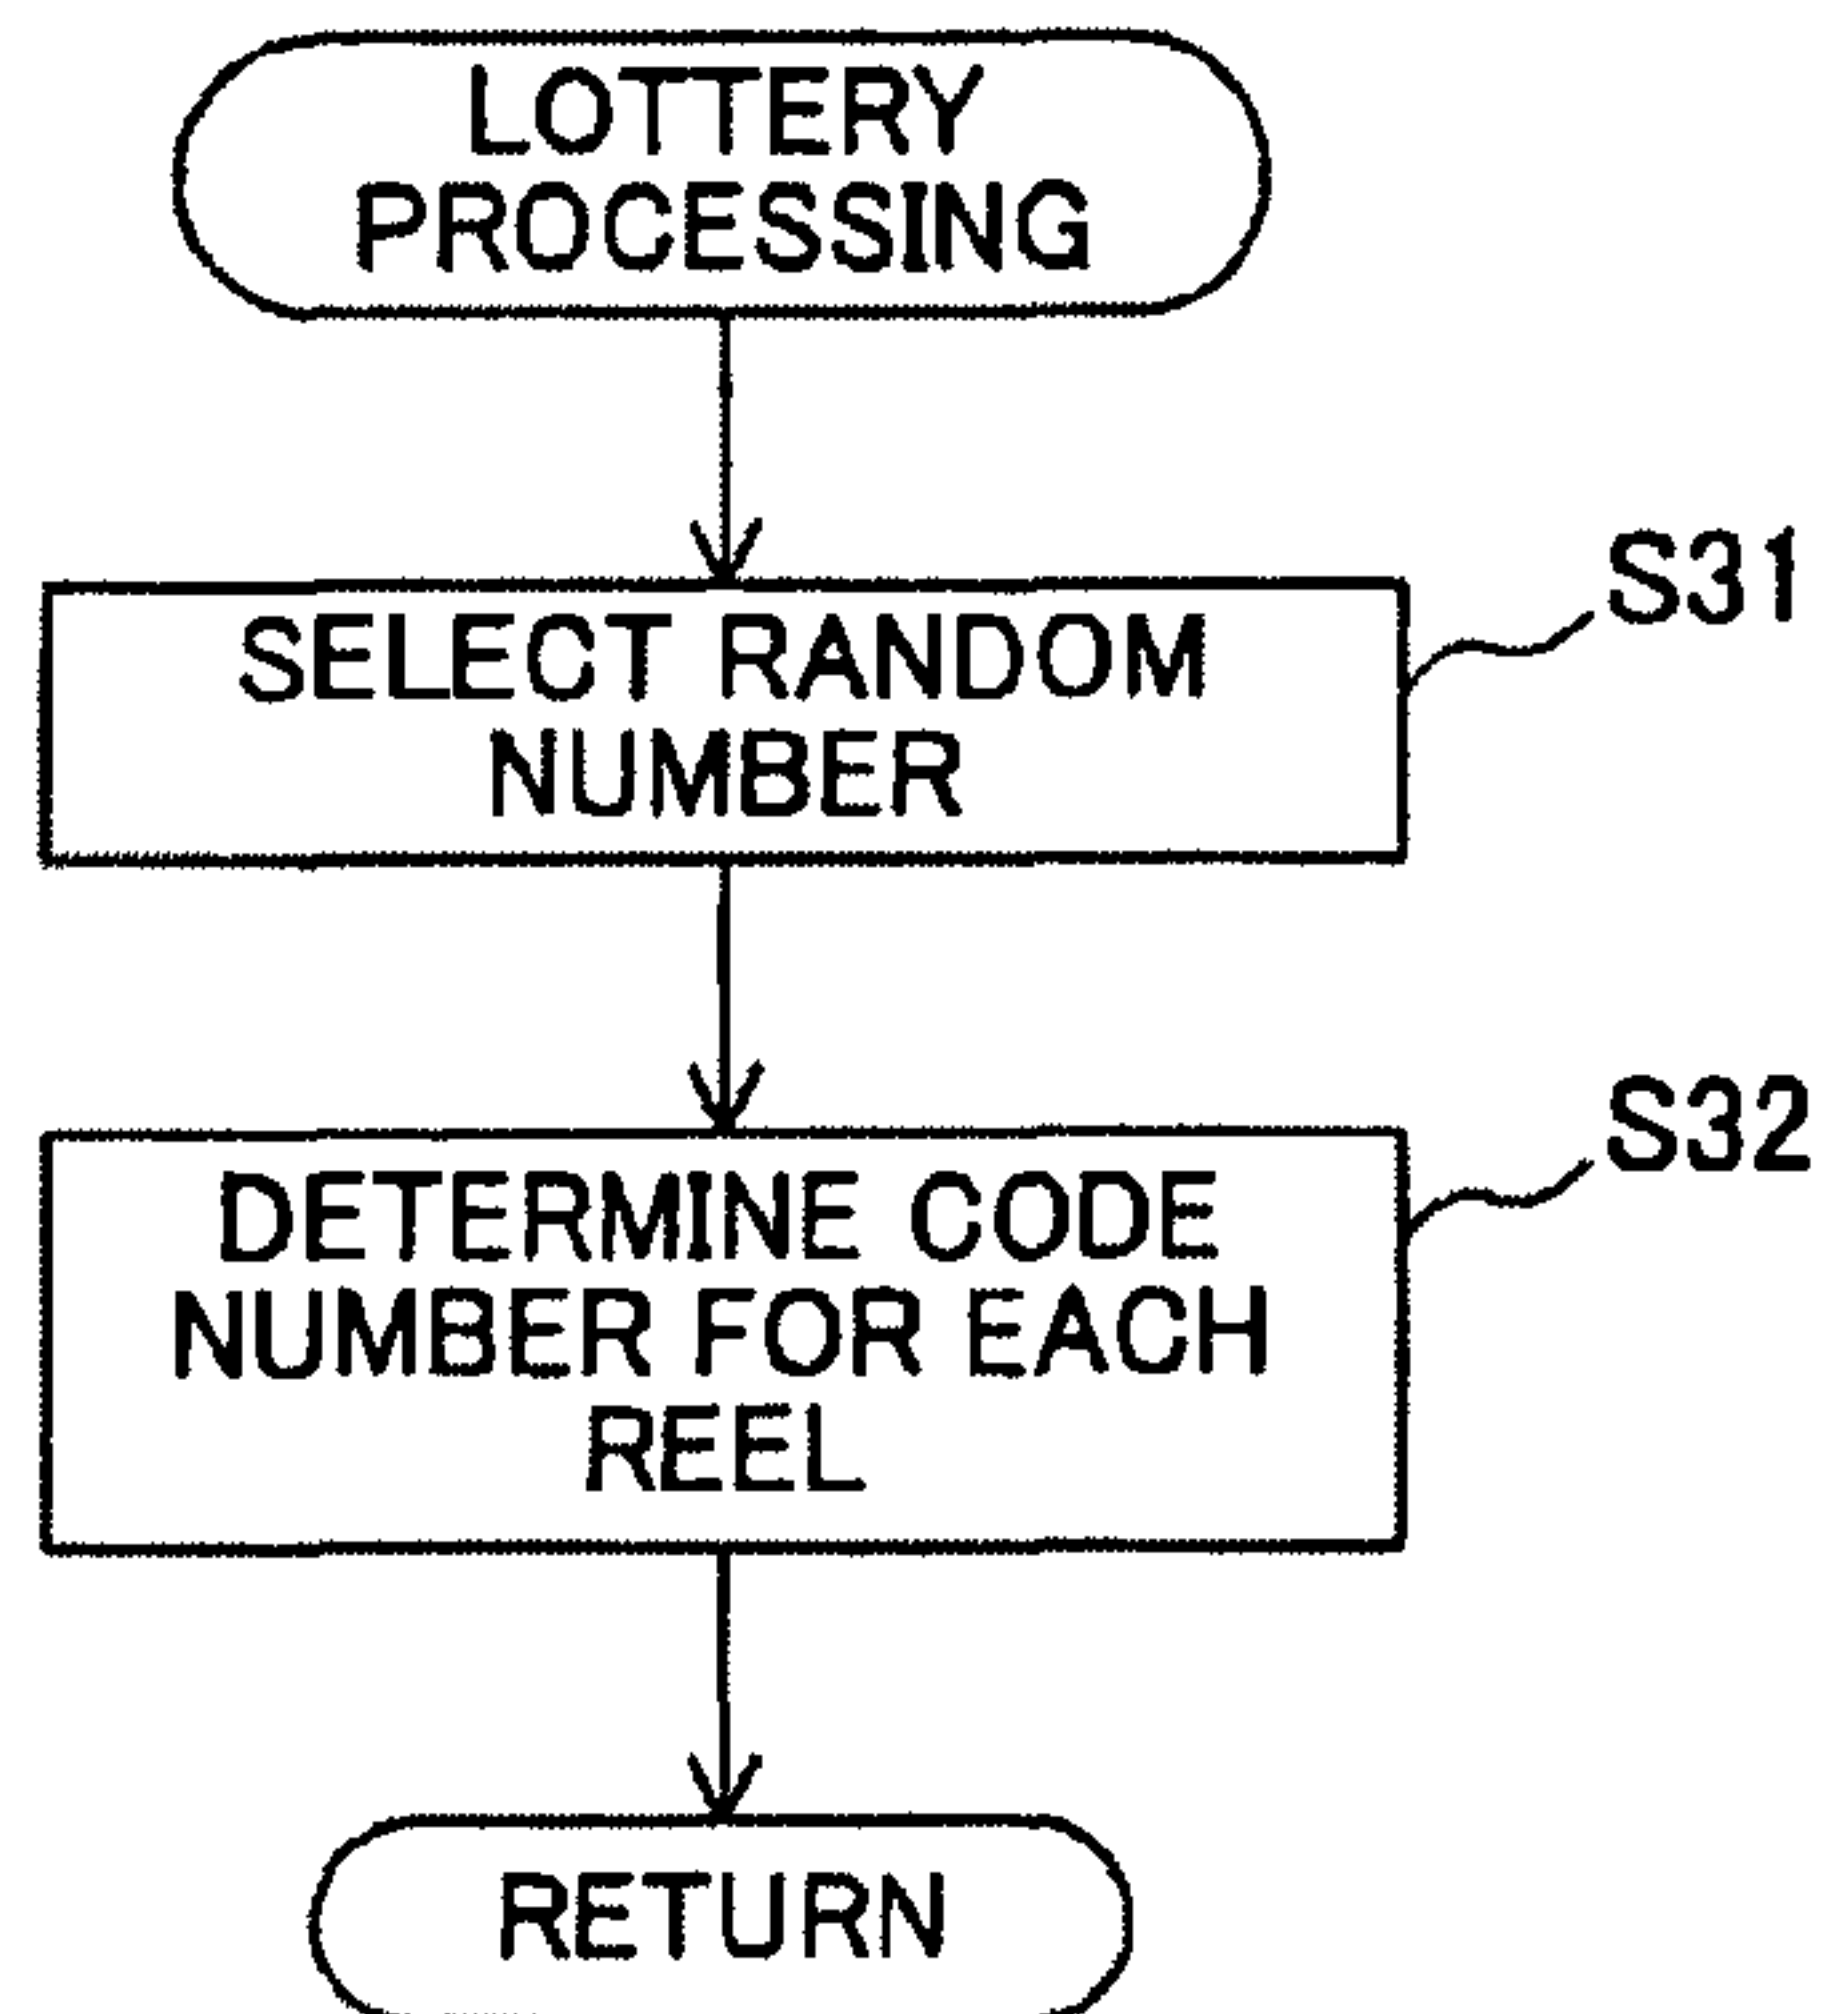 LOTTERY
PROCESSING
S31
SELECT RANDOM
NUMBER
S32
DETERMINE CODE
NUMBER FOR EACH
REEL
RETURN